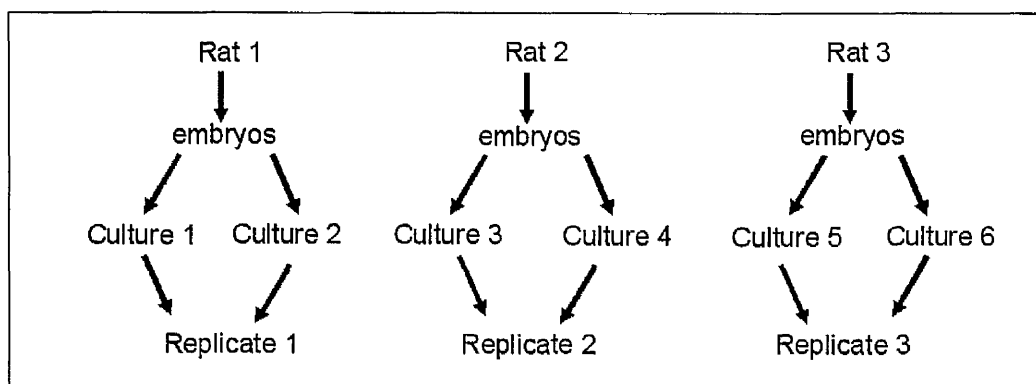 Rat 1 Rat 2 Rat 3
embryos embryos embryos
Culture 1 Culture 2 Culture 3 Culture 4 Culture 5 Culture 6
Replicate 1 Replicate 2 Replicate 3